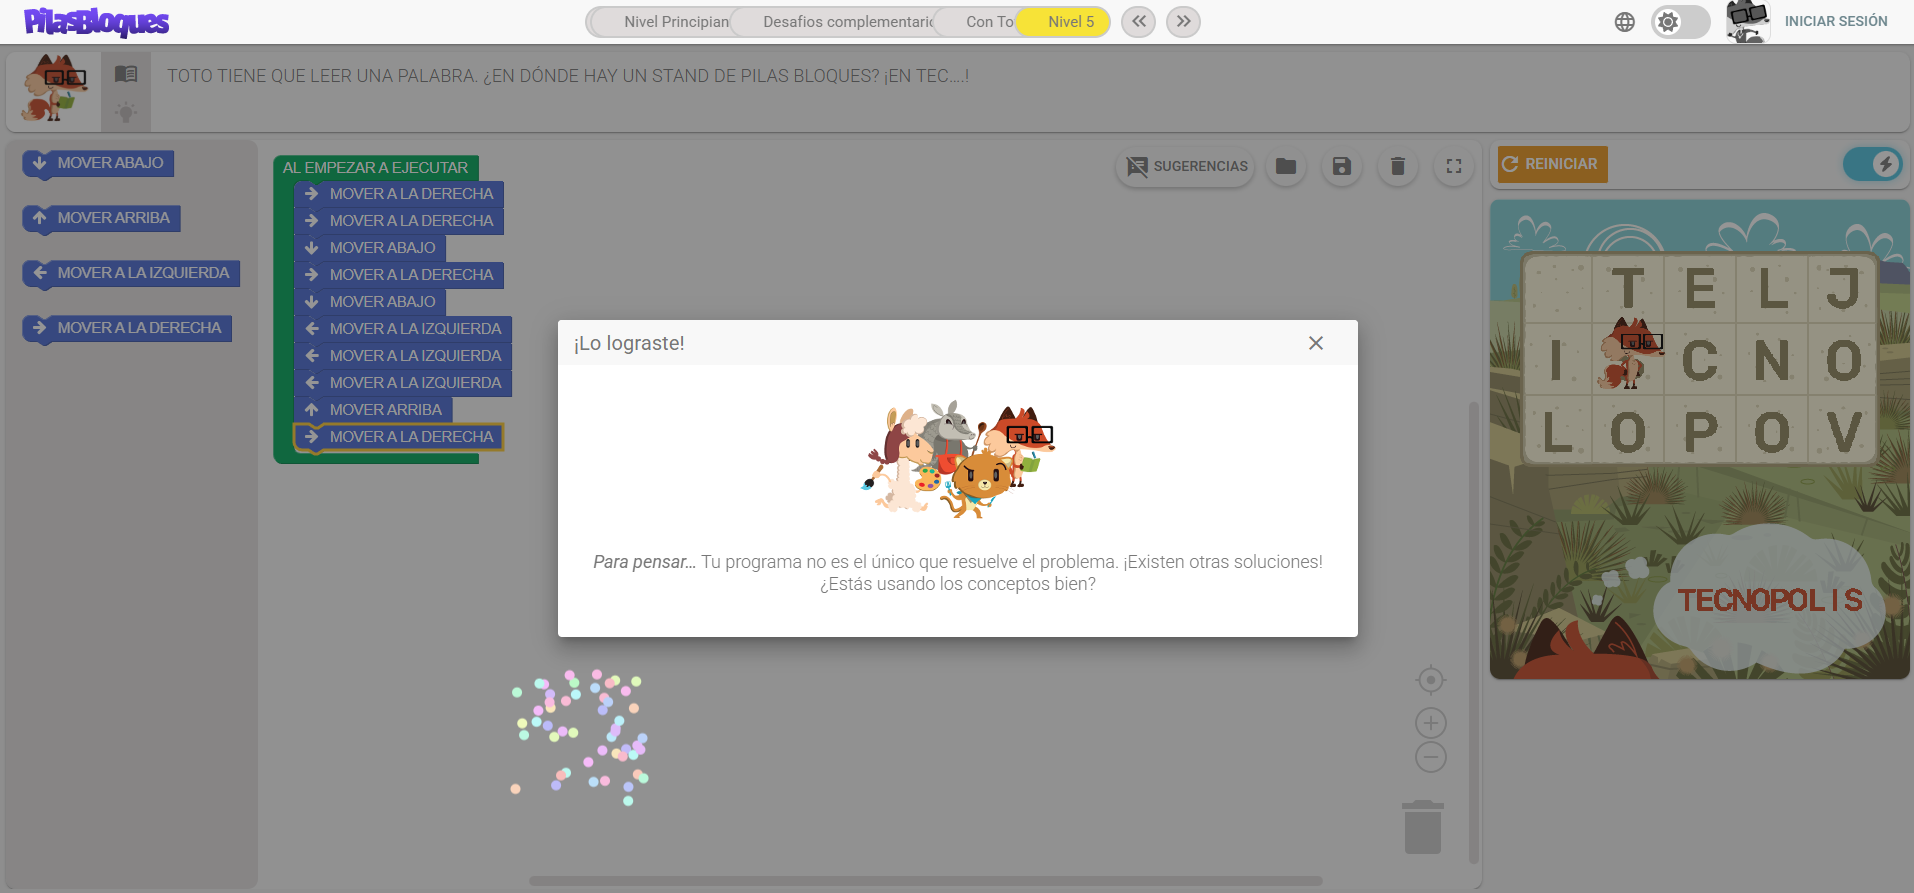 PilasBloques
Nivel Principian
Desafios complementari
Con To
Nivel 5
INICIAR SESIÓN
TOTO TIENE QUE LEER UNA PALABRA. ¿EN DÓNDE HAY UN STAND DE PILAS BLOQUES? ¡EN TEC....!
MOVER ABAJO
MOVER ARRIBA
MOVER A LA IZQUIERDA
MOVER A LA DERECHA
AL EMPEZAR A EJECUTAR
MOVER A LA DERECHA
MOVER A LA DERECHA
MOVER ABAJO
MOVER A LA DERECHA
MOVER ABAJO
MOVER A LA IZQUIERDA
MOVER A LA IZQUIERDA
MOVER A LA IZQUIERDA
MOVER ARRIBA
MOVER A LA DERECHA
SUGERENCIAS
REINICIAR
T E L J
I C N O
L O P O V
TECNOPOLIS
¡Lo lograste!
Para pensar... Tu programa no es el único que resuelve el problema. ¡Existen otras soluciones!
¿Estás usando los conceptos bien?